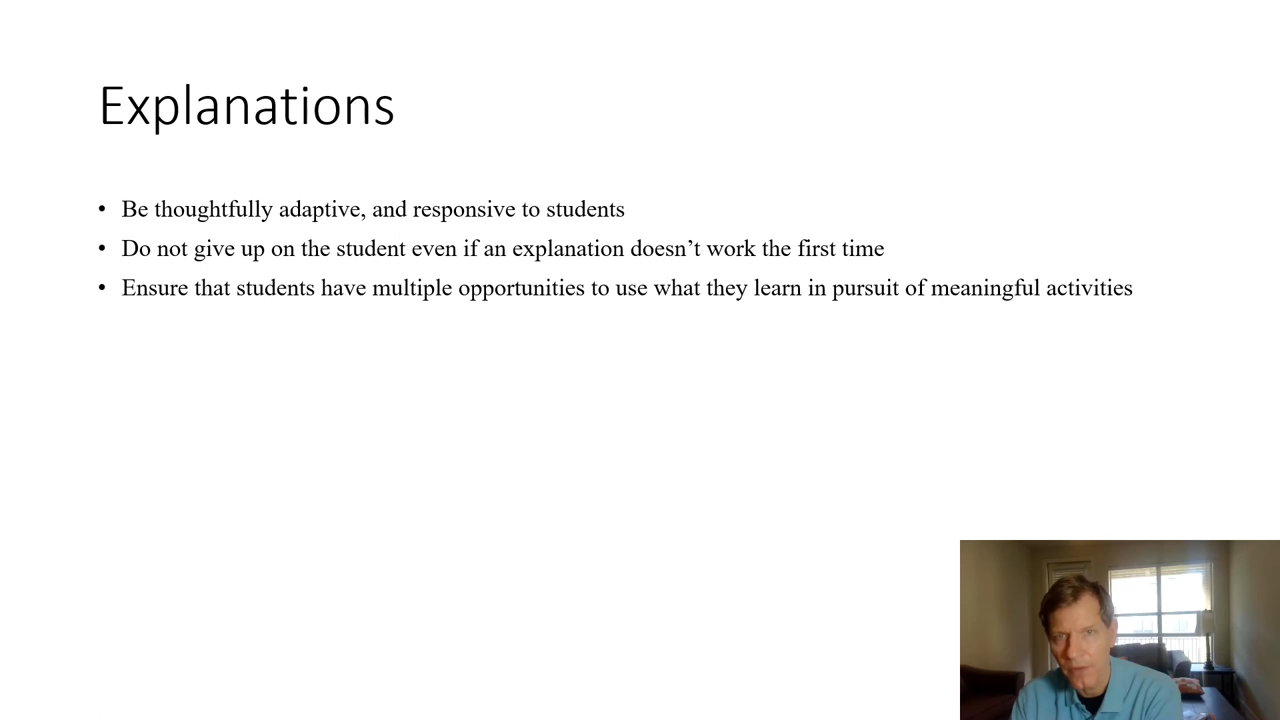 Explanations
• Be thoughtfully adaptive, and responsive to students
• Do not give up on the student even if an explanation doesn’t work the first time
• Ensure that students have multiple opportunities to use what they learn in pursuit of meaningful activities